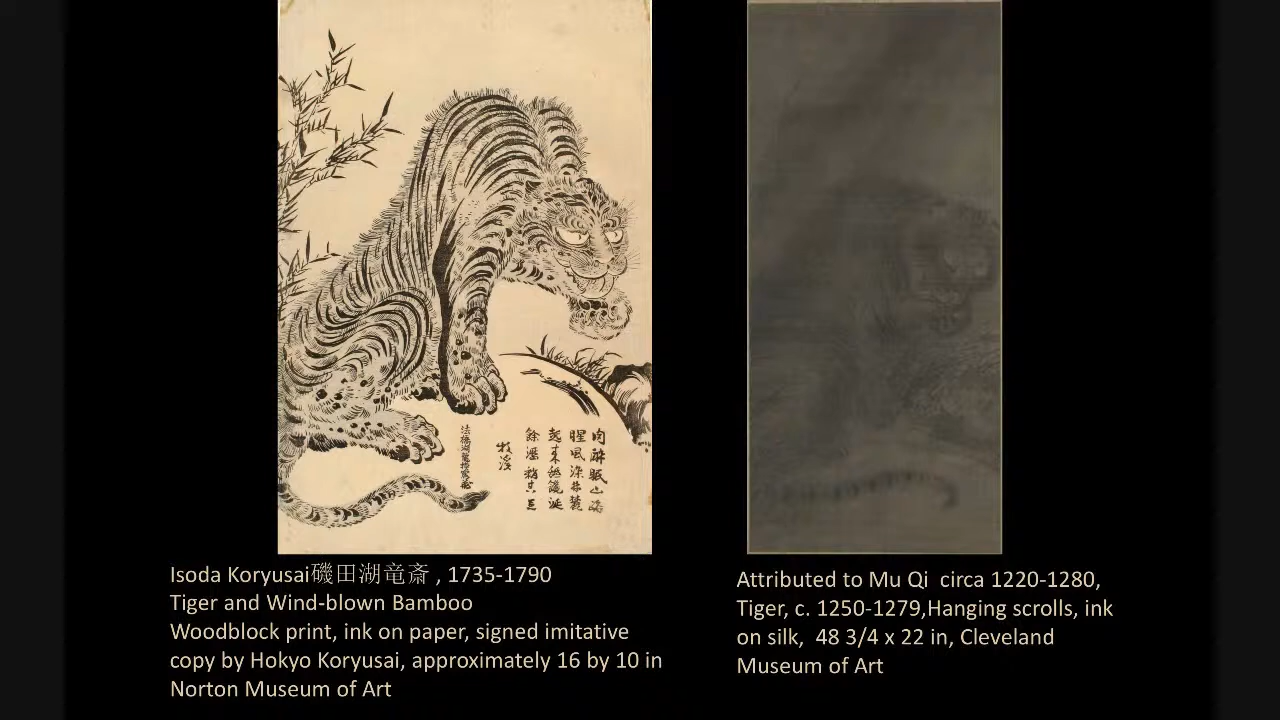 牧溪
Isoda Koryusai磯田湖竜斎 , 1735-1790
Tiger and Wind-blown Bamboo
Woodblock print, ink on paper, signed imitative
copy by Hokyo Koryusai, approximately 16 by 10 in
Norton Museum of Art
Attributed to Mu Qi  circa 1220-1280,
Tiger, c. 1250-1279,Hanging scrolls, ink
on silk,  48 3/4 x 22 in, Cleveland
Museum of Art